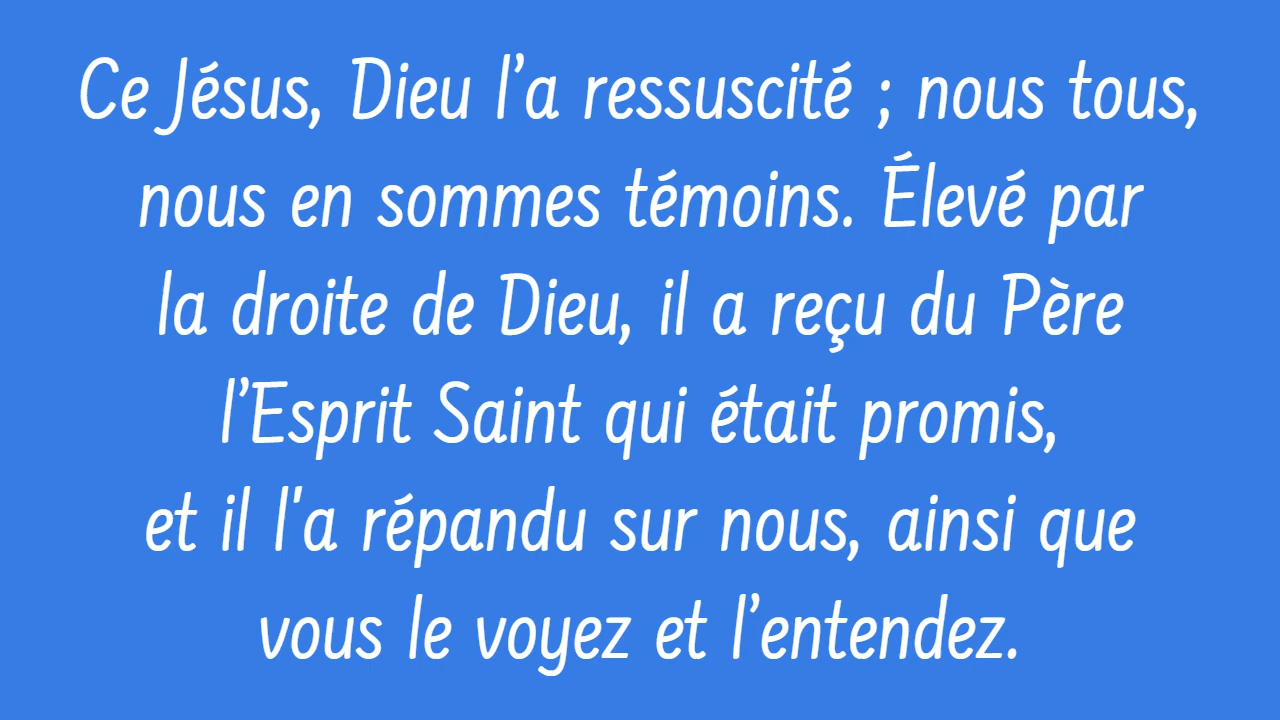 Ce Jésus, Dieu l’a ressuscité ; nous tous,
nous en sommes témoins. Élevé par
la droite de Dieu, il a reçu du Père
l’Esprit Saint qui était promis,
et il l'a répandu sur nous, ainsi que
vous le voyez et l’entendez.